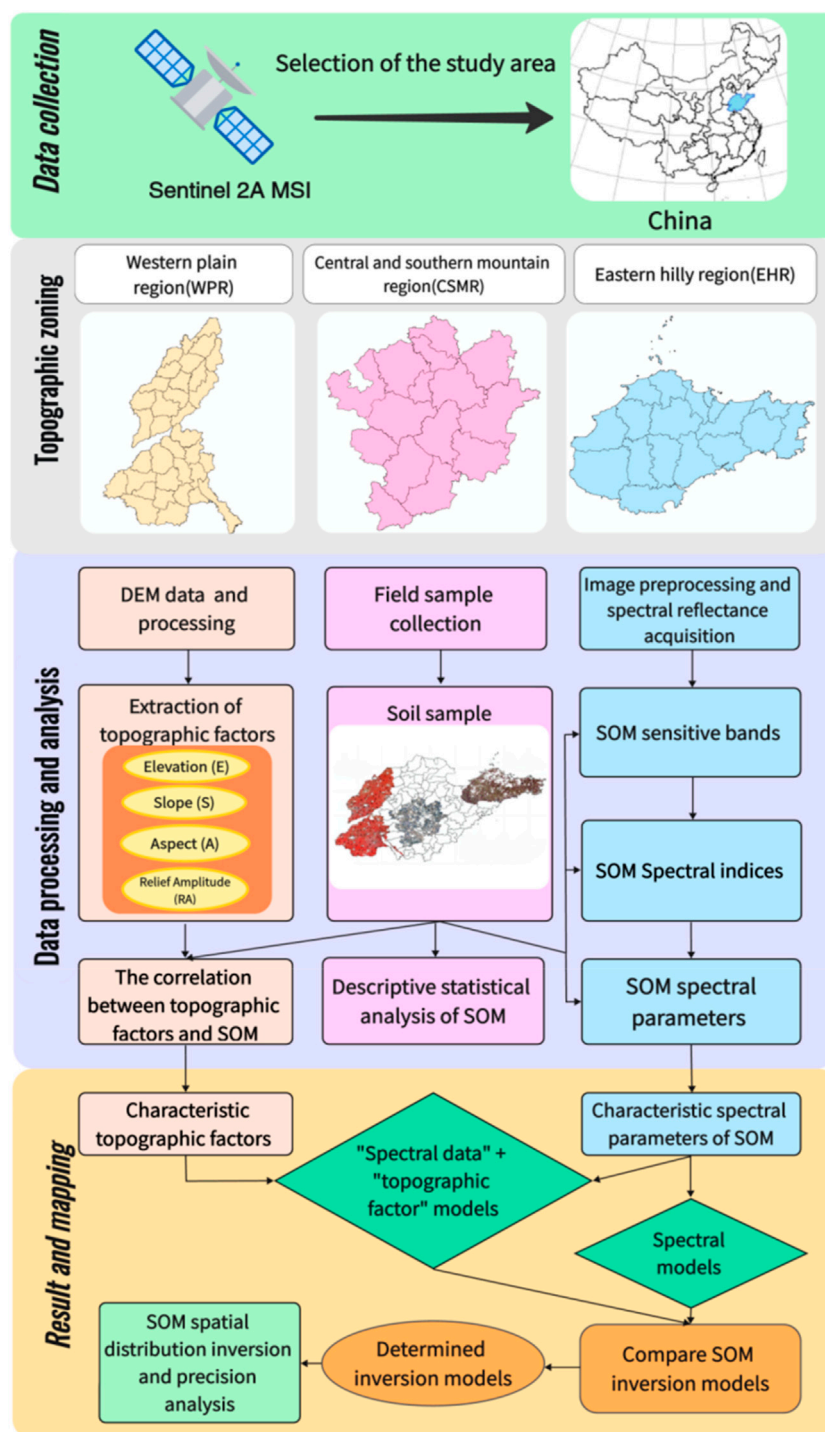 Data collection
Selection of the study area
Sentinel 2A MSI
China
Topographic zoning
Western plain
region(WPR)
Central and southern mountain
region(CSMR)
Eastern hilly region(EHR)
Data processing and analysis
DEM data and
processing
Field sample
collection
Image preprocessing and
spectral reflectance
acquisition
Extraction of
topographic factors
Elevation (E)
Slope (S)
Aspect (A)
Relief Amplitude
(RA)
Soil sample
SOM sensitive bands
SOM Spectral indices
The correlation
between topographic
factors and SOM
Descriptive statistical
analysis of SOM
SOM spectral
parameters
Result and mapping
Characteristic
topographic factors
"Spectral data" +
"topographic
factor" models
Characteristic spectral
parameters of SOM
Spectral
models
SOM spatial
distribution inversion
and precision
analysis
Determined
inversion models
Compare SOM
inversion models